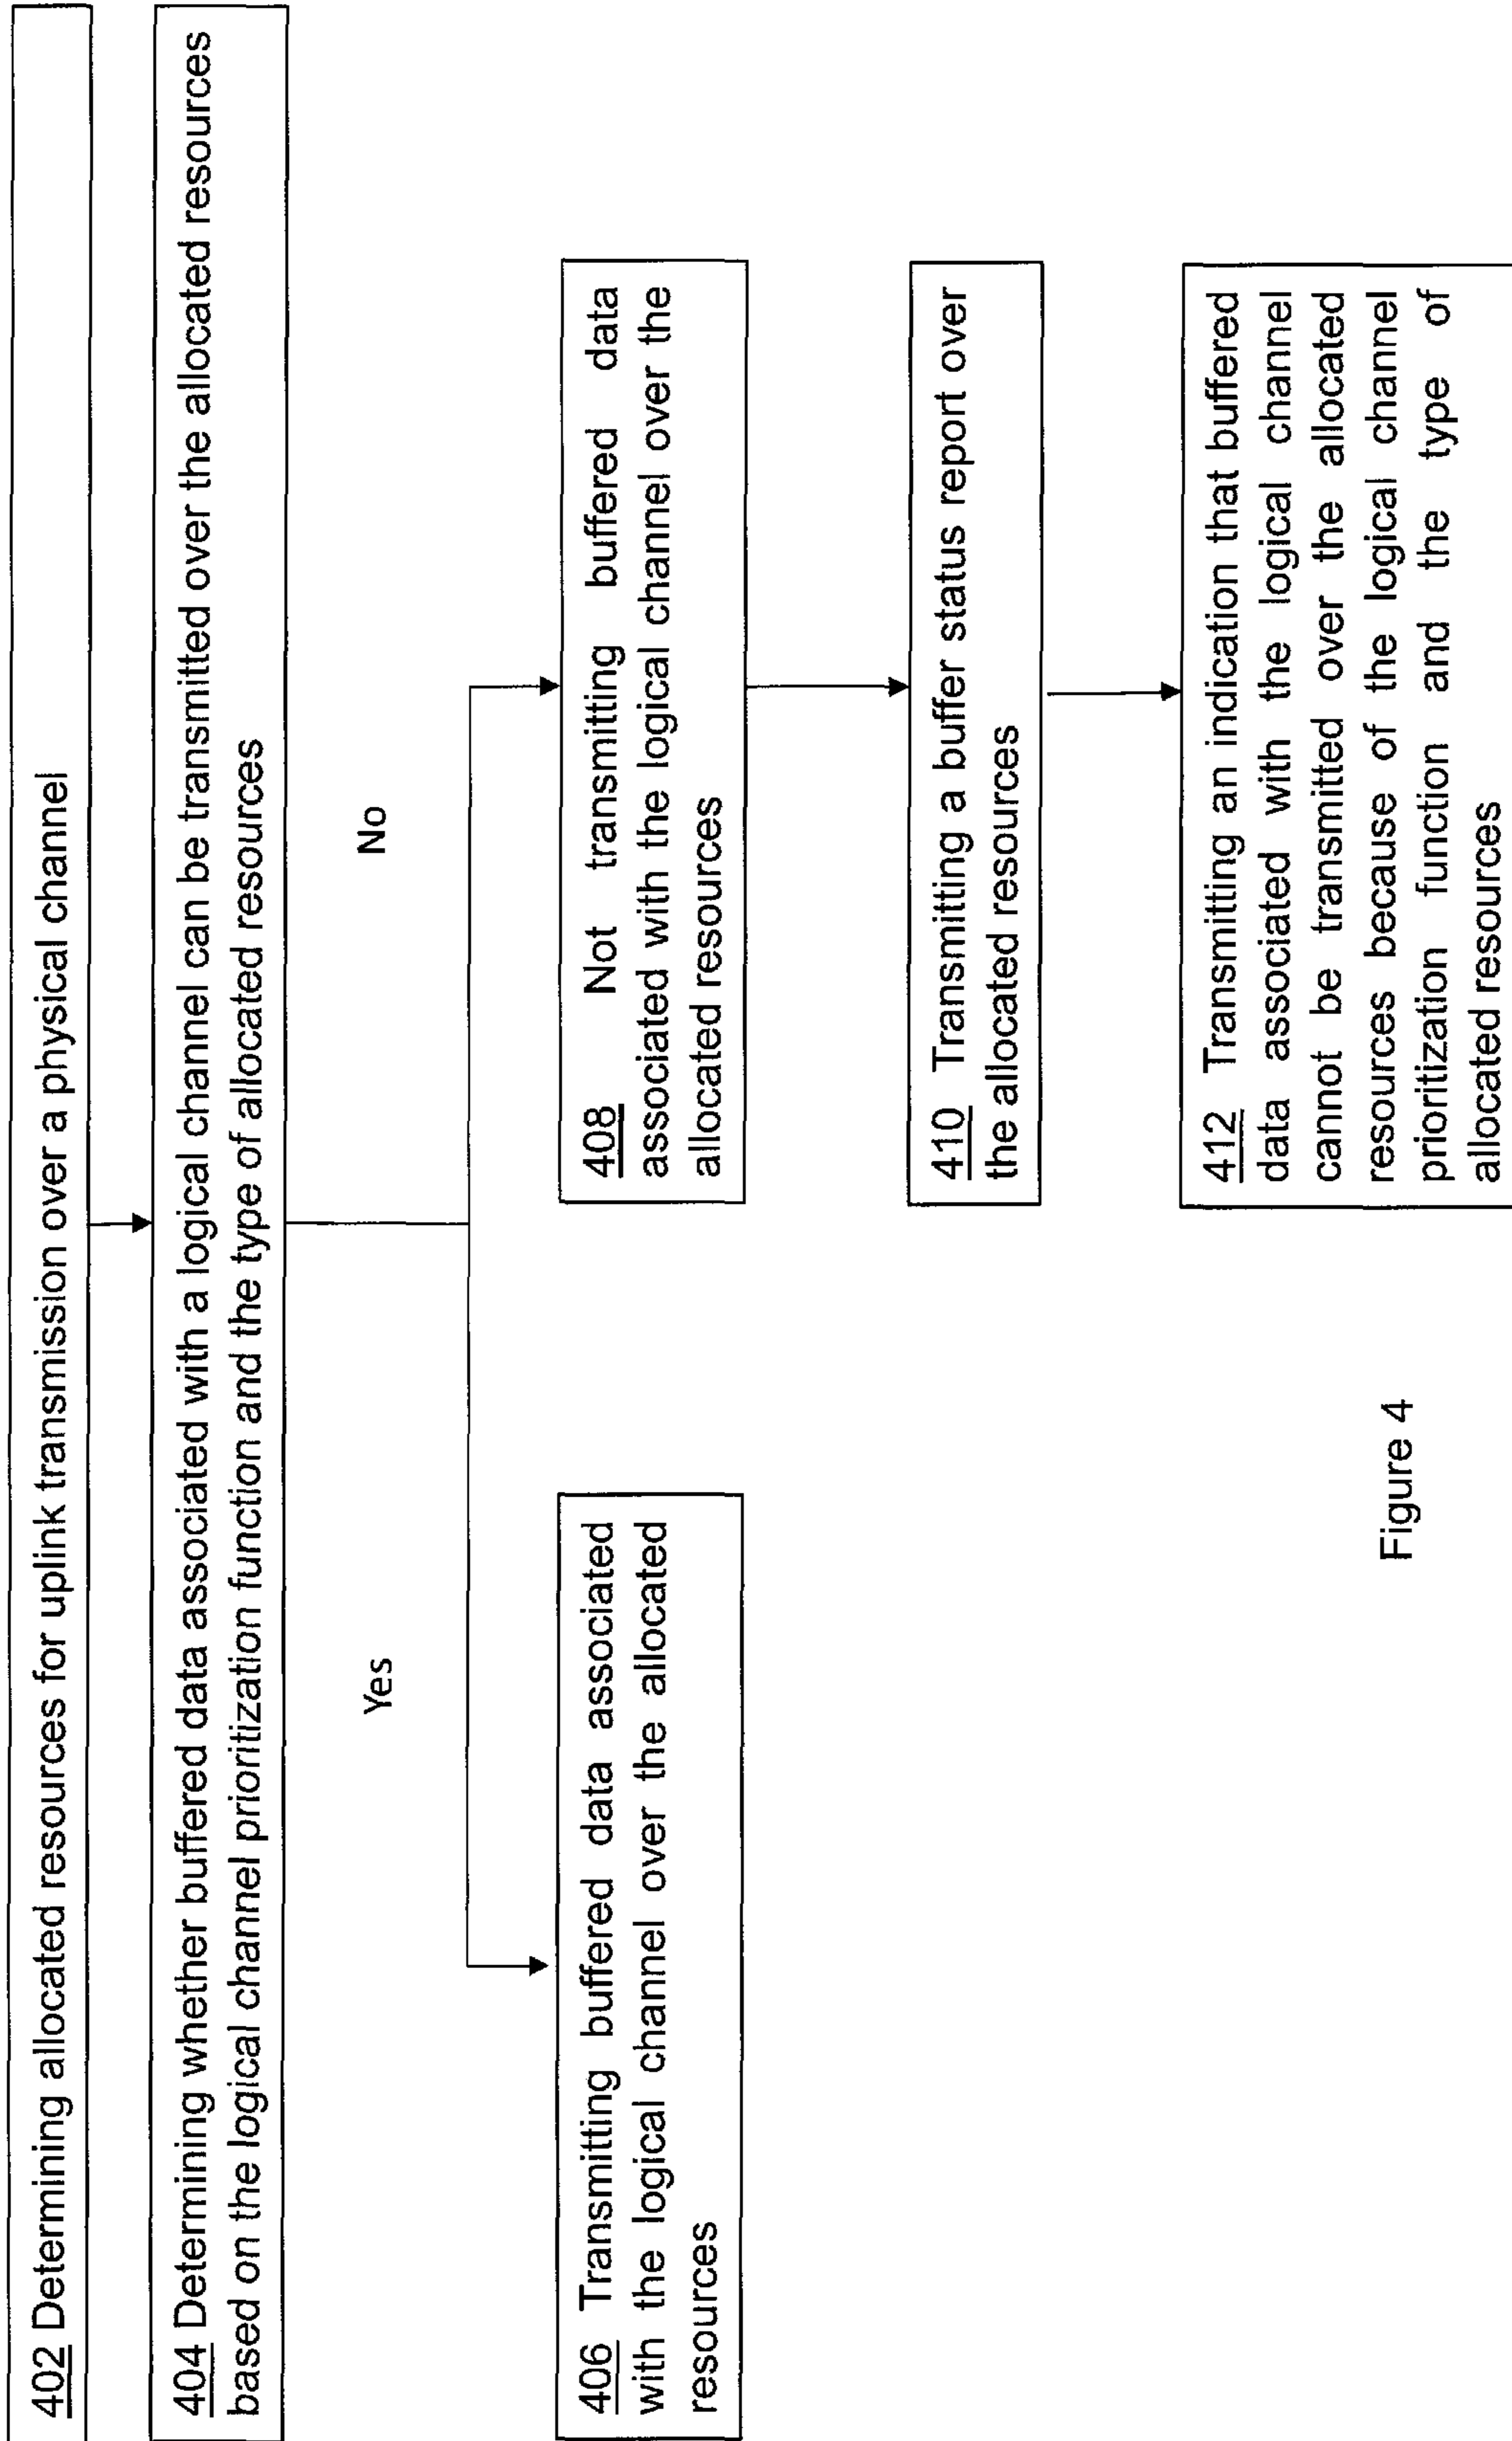 402 Determining allocated resources for uplink transmission over a physical channel
404 Determining whether buffered data associated with a logical channel can be transmitted over the allocated resources
based on the logical channel prioritization function and the type of allocated resources
Yes
No
406 Transmitting buffered data associated
with the logical channel over the allocated
resources
408 Not transmitting buffered data
associated with the logical channel over the
allocated resources
410 Transmitting a buffer status report over
the allocated resources
412 Transmitting an indication that buffered
data associated with the logical channel
cannot be transmitted over the allocated
resources because of the logical channel
prioritization function and the type of
allocated resources
Figure 4